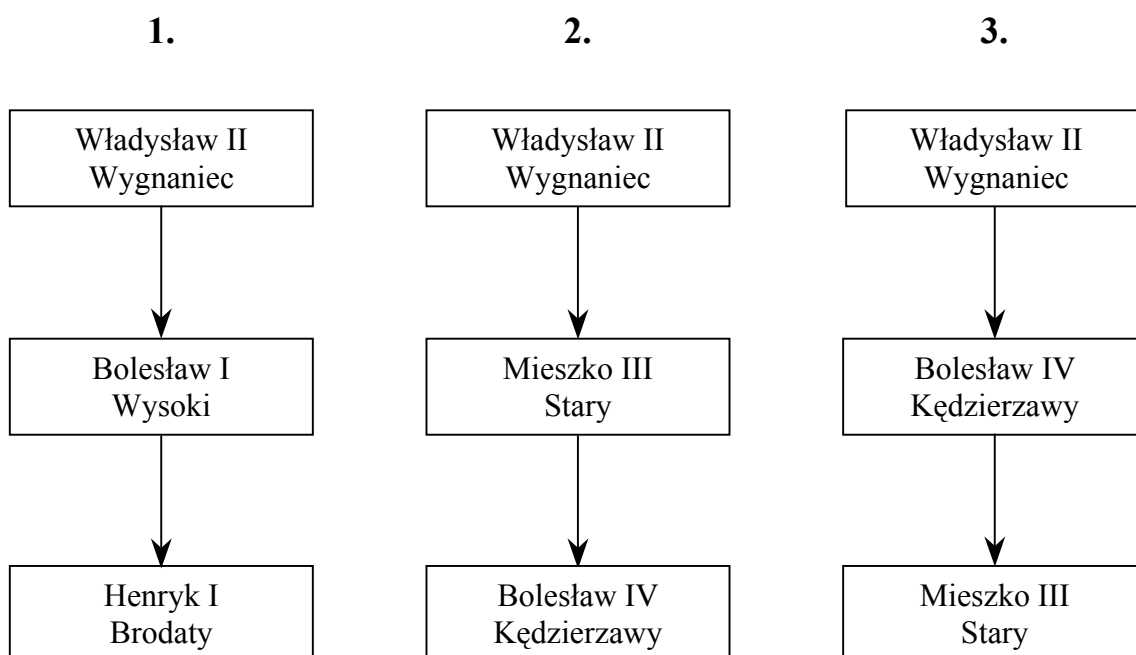 1.
2.
3.
Władysław II
Wygnaniec
Władysław II
Wygnaniec
Władysław II
Wygnaniec
Bolesław I
Wysoki
Mieszko III
Stary
Bolesław IV
Kędzierzawy
Henryk I
Brodaty
Bolesław IV
Kędzierzawy
Mieszko III
Stary